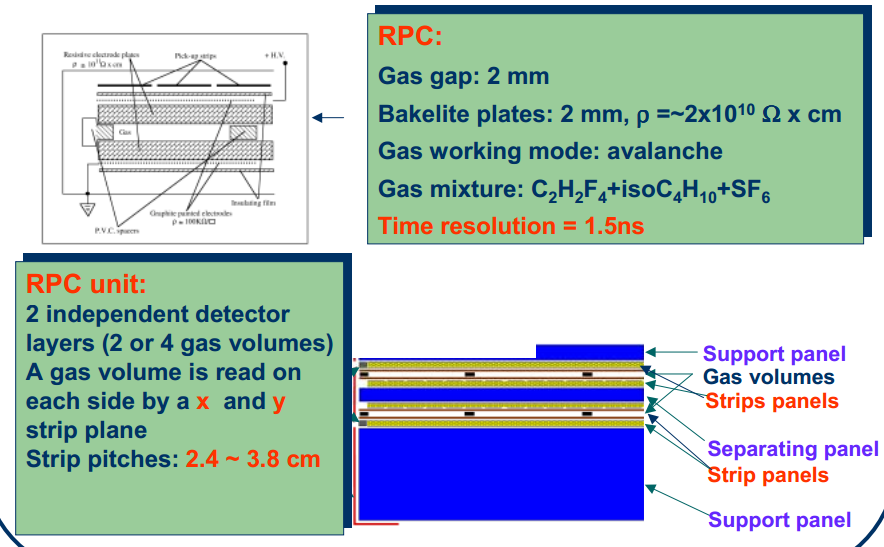 Resistive electrode plates
ρ ≅ 10¹¹Ω x cm
Pick-up strips
+ H.V.
Gas
Insulating film
Graphite painted electrodes
ρ ≅ 100KΩ/□
P.V.C. spacers
RPC:
Gas gap: 2 mm
Bakelite plates: 2 mm, ρ =~2x10¹⁰ Ω x cm
Gas working mode: avalanche
Gas mixture: C₂H₂F₄+isoC₄H₁₀+SF₆
Time resolution = 1.5ns
RPC unit:
2 independent detector
layers (2 or 4 gas volumes)
A gas volume is read on
each side by a x and y
strip plane
Strip pitches: 2.4 ~ 3.8 cm
Support panel
Gas volumes
Strips panels
Separating panel
Strip panels
Support panel